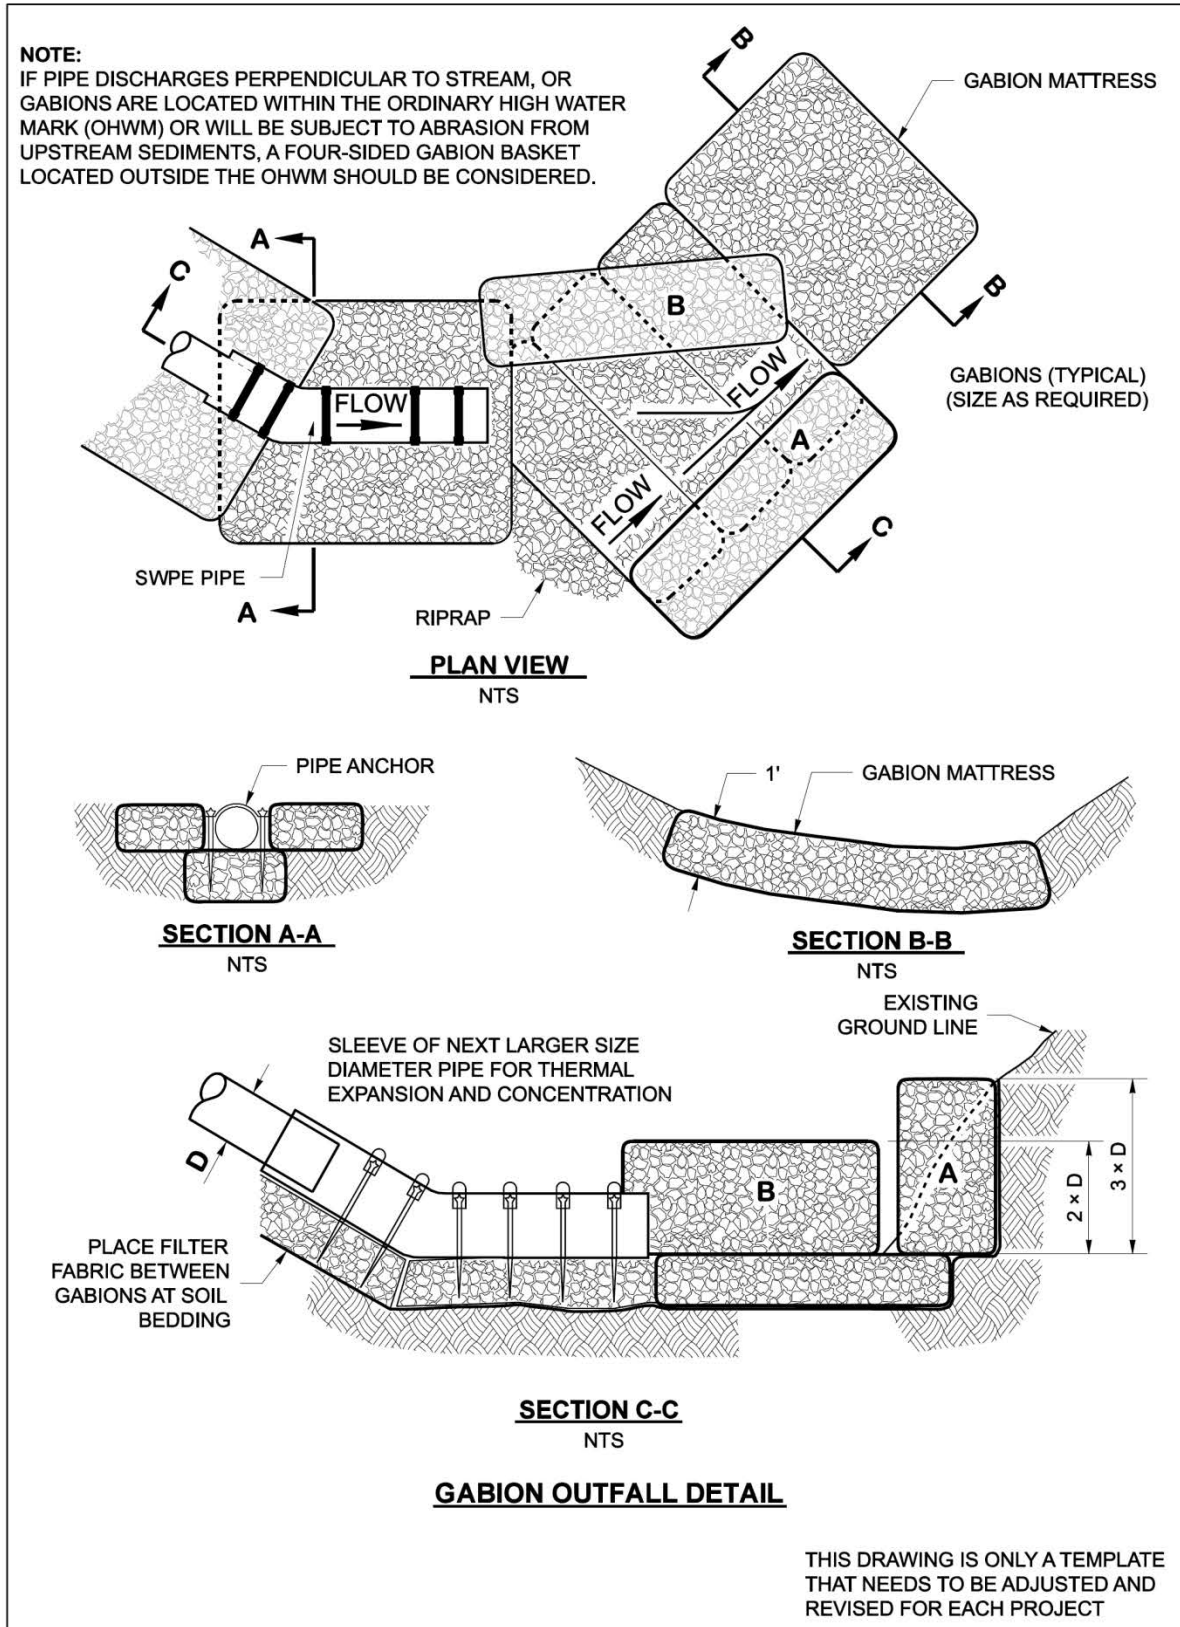 NOTE:
IF PIPE DISCHARGES PERPENDICULAR TO STREAM, OR
GABIONS ARE LOCATED WITHIN THE ORDINARY HIGH WATER
MARK (OHWM) OR WILL BE SUBJECT TO ABRASION FROM
UPSTREAM SEDIMENTS, A FOUR-SIDED GABION BASKET
LOCATED OUTSIDE THE OHWM SHOULD BE CONSIDERED.
B
GABION MATTRESS
A
C
B
B
FLOW
FLOW
GABIONS (TYPICAL)
(SIZE AS REQUIRED)
A
FLOW
C
SWPE PIPE
A
RIPRAP
PLAN VIEW
NTS
PIPE ANCHOR
SECTION A-A
NTS
1'
GABION MATTRESS
SECTION B-B
NTS
EXISTING
GROUND LINE
SLEEVE OF NEXT LARGER SIZE
DIAMETER PIPE FOR THERMAL
EXPANSION AND CONCENTRATION
D
B
A
2 × D
3 × D
PLACE FILTER
FABRIC BETWEEN
GABIONS AT SOIL
BEDDING
SECTION C-C
NTS
GABION OUTFALL DETAIL
THIS DRAWING IS ONLY A TEMPLATE
THAT NEEDS TO BE ADJUSTED AND
REVISED FOR EACH PROJECT